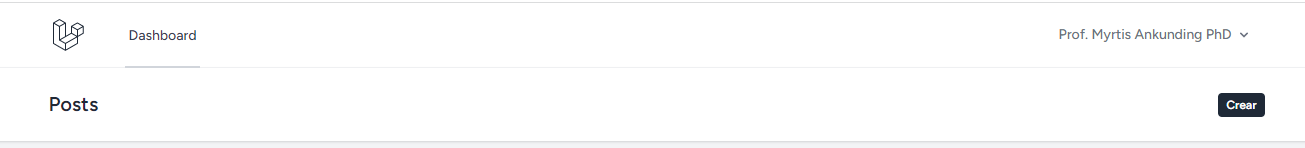 Dashboard
Prof. Myrtis Ankunding PhD
Posts
Crear